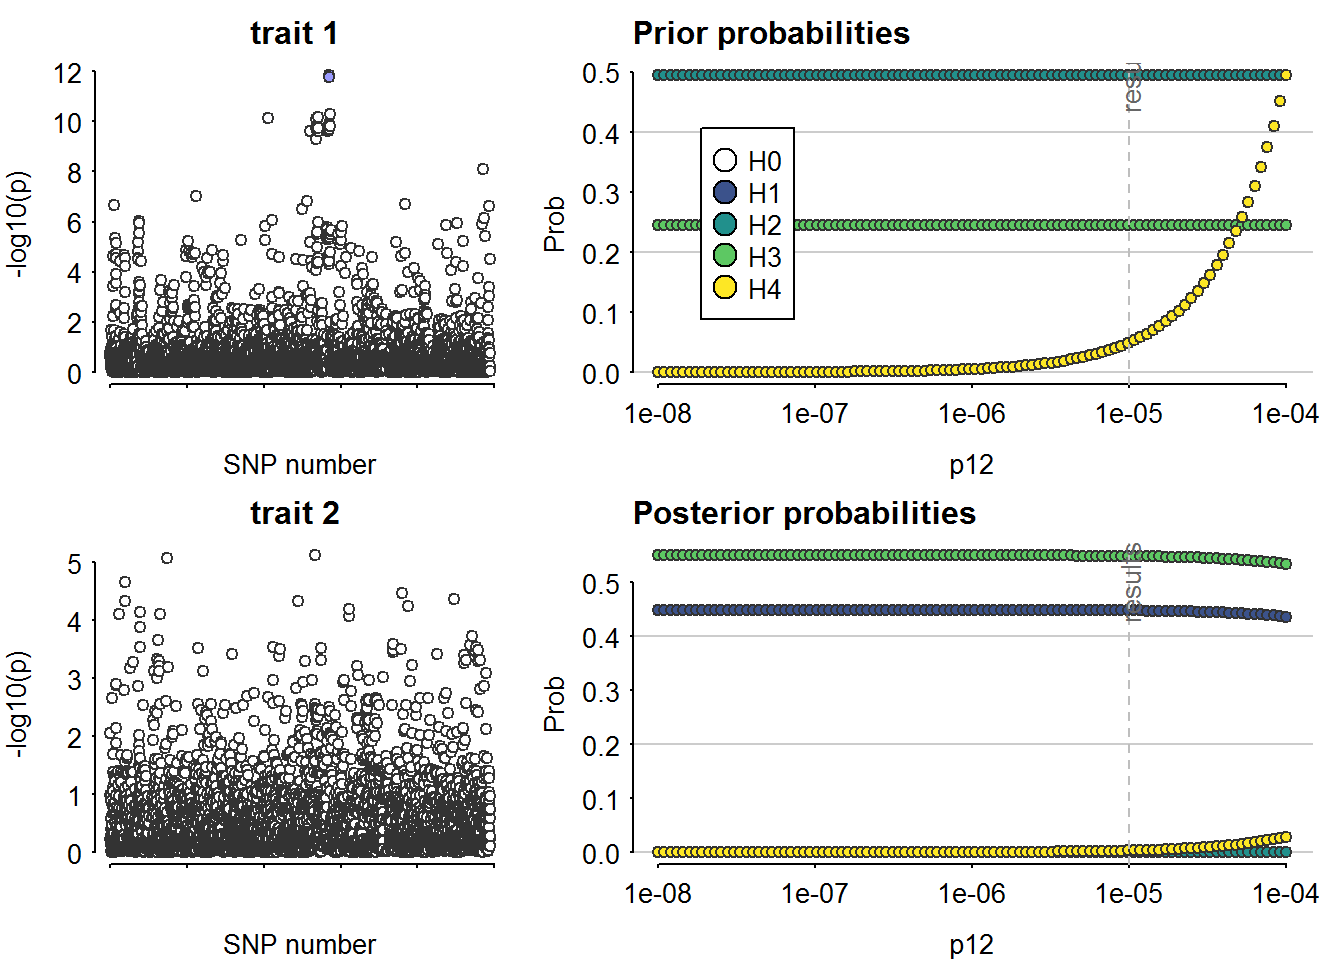 trait 1
12
10
8
6
4
2
0
-log10(p)
SNP number
Prior probabilities
0.5
0.4
0.3
0.2
0.1
0.0
Prob
H0
H1
H2
H3
H4
resu
1e-08 1e-07 1e-06 1e-05 1e-04
p12
trait 2
5
4
3
2
1
0
-log10(p)
SNP number
Posterior probabilities
0.5
0.4
0.3
0.2
0.1
0.0
Prob
results
1e-08 1e-07 1e-06 1e-05 1e-04
p12